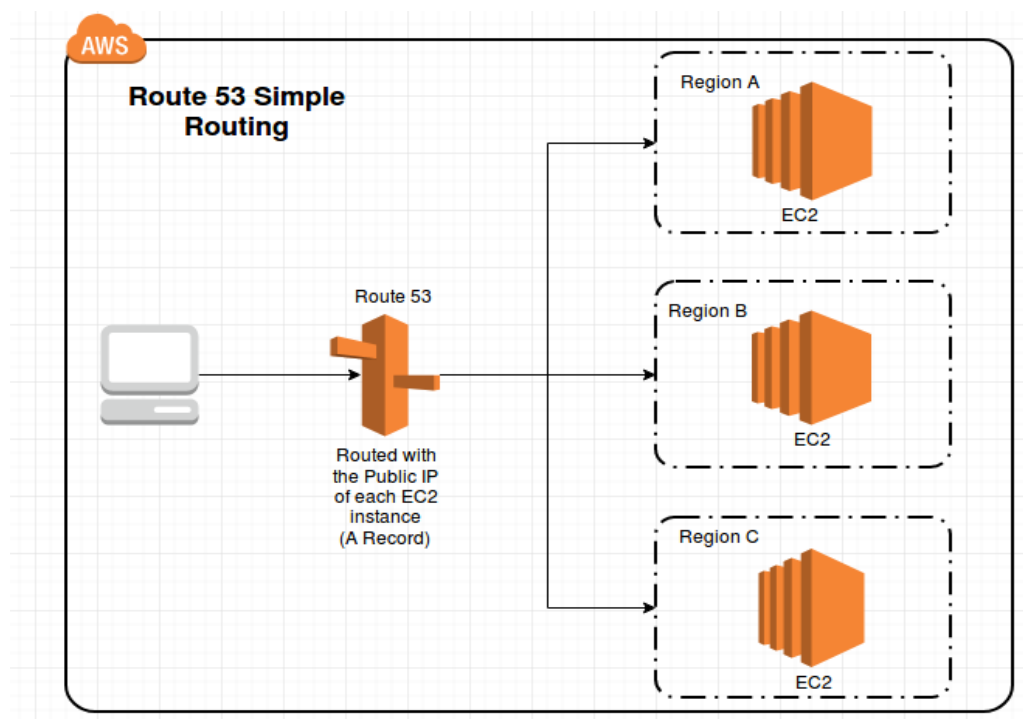 AWS
Route 53 Simple
Routing
Region A
EC2
Route 53
Routed with
the Public IP
of each EC2
instance
(A Record)
Region B
EC2
Region C
EC2